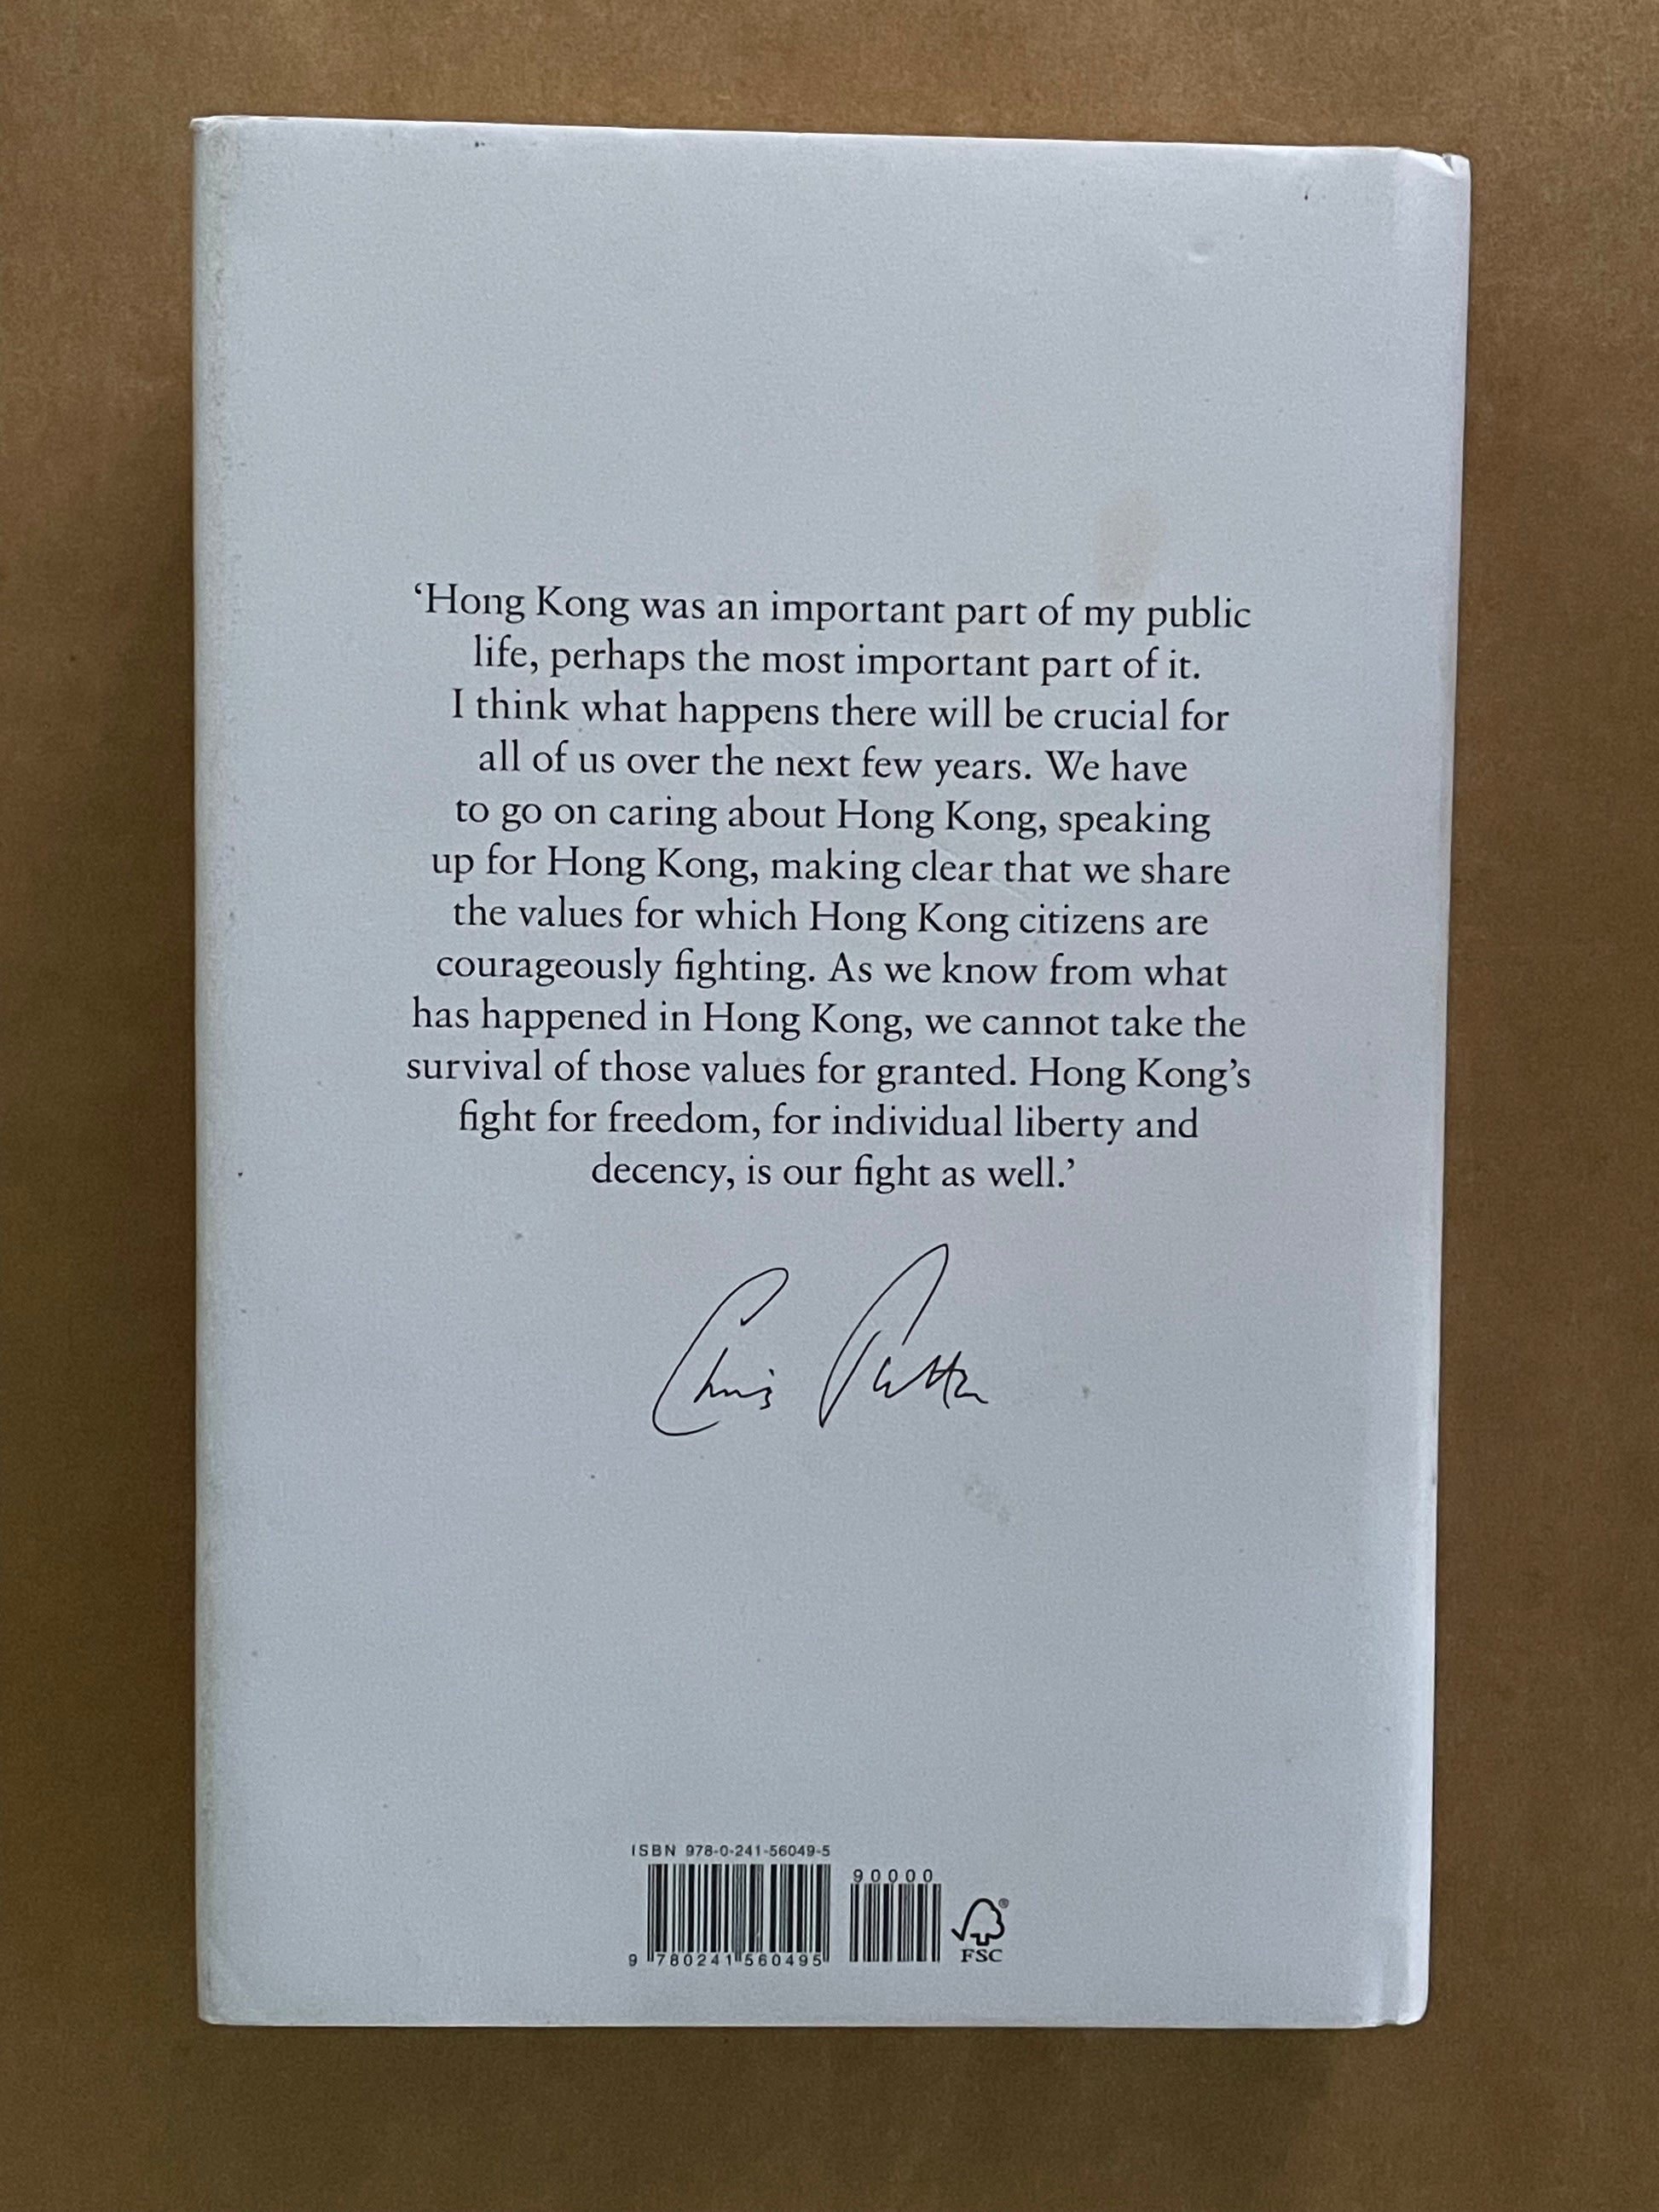 ‘Hong Kong was an important part of my public
life, perhaps the most important part of it.
I think what happens there will be crucial for
all of us over the next few years. We have
to go on caring about Hong Kong, speaking
up for Hong Kong, making clear that we share
the values for which Hong Kong citizens are
courageously fighting. As we know from what
has happened in Hong Kong, we cannot take the
survival of those values for granted. Hong Kong’s
fight for freedom, for individual liberty and
decency, is our fight as well.’
Chris Patten
ISBN 978-0-241-56049-5
90000
9 780241 560495
FSC